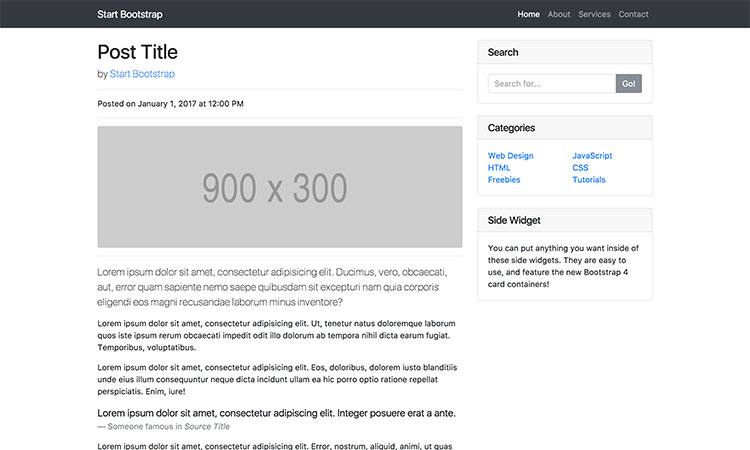 Start Bootstrap
Home About Services Contact
Post Title
by Start Bootstrap
Posted on January 1, 2017 at 12:00 PM
900 x 300
Lorem ipsum dolor sit amet, consectetur adipisicing elit. Ducimus, vero, obcaecati,
aut, error quam sapiente nemo saepe quibusdam sit excepturi nam quia corporis
eligendi eos magni recusandae laborum minus inventore?
Lorem ipsum dolor sit amet, consectetur adipisicing elit. Ut, tenetur natus doloremque laborum
quos iste ipsum rerum obcaecati impedit odit illo dolorum ab tempora nihil dicta earum fugiat.
Temporibus, voluptatibus.
Lorem ipsum dolor sit amet, consectetur adipisicing elit. Eos, doloribus, dolorem iusto blanditiis
unde eius illum consequuntur neque dicta incidunt ullam ea hic porro optio ratione repellat
perspiciatis. Enim, iure!
Lorem ipsum dolor sit amet, consectetur adipiscing elit. Integer posuere erat a ante.
— Someone famous in Source Title
Lorem ipsum dolor sit amet, consectetur adipisicing elit. Error, nostrum, aliquid, animi, ut quas
Search
Search for... Go!
Categories
Web Design JavaScript
HTML CSS
Freebies Tutorials
Side Widget
You can put anything you want inside of
these side widgets. They are easy to
use, and feature the new Bootstrap 4
card containers!